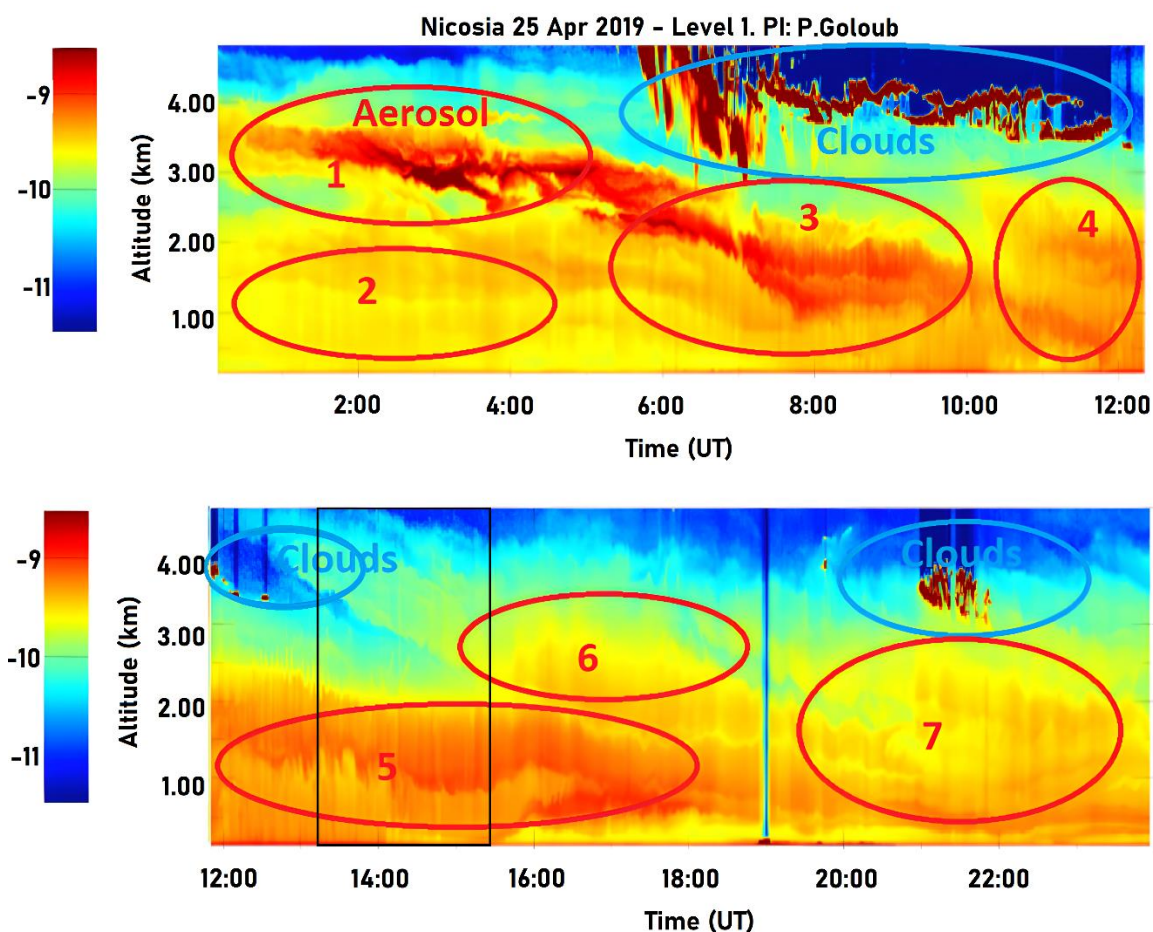 Nicosia 25 Apr 2019 - Level 1. PI: P.Goloub
-9
-10
-11
Altitude (km)
4.00
3.00
2.00
1.00
Aerosol
Clouds
1
2
3
4
2:00 4:00 6:00 8:00 10:00 12:00
Time (UT)
-9
-10
-11
Altitude (km)
4.00
3.00
2.00
1.00
Clouds
Clouds
6
7
5
12:00 14:00 16:00 18:00 20:00 22:00
Time (UT)